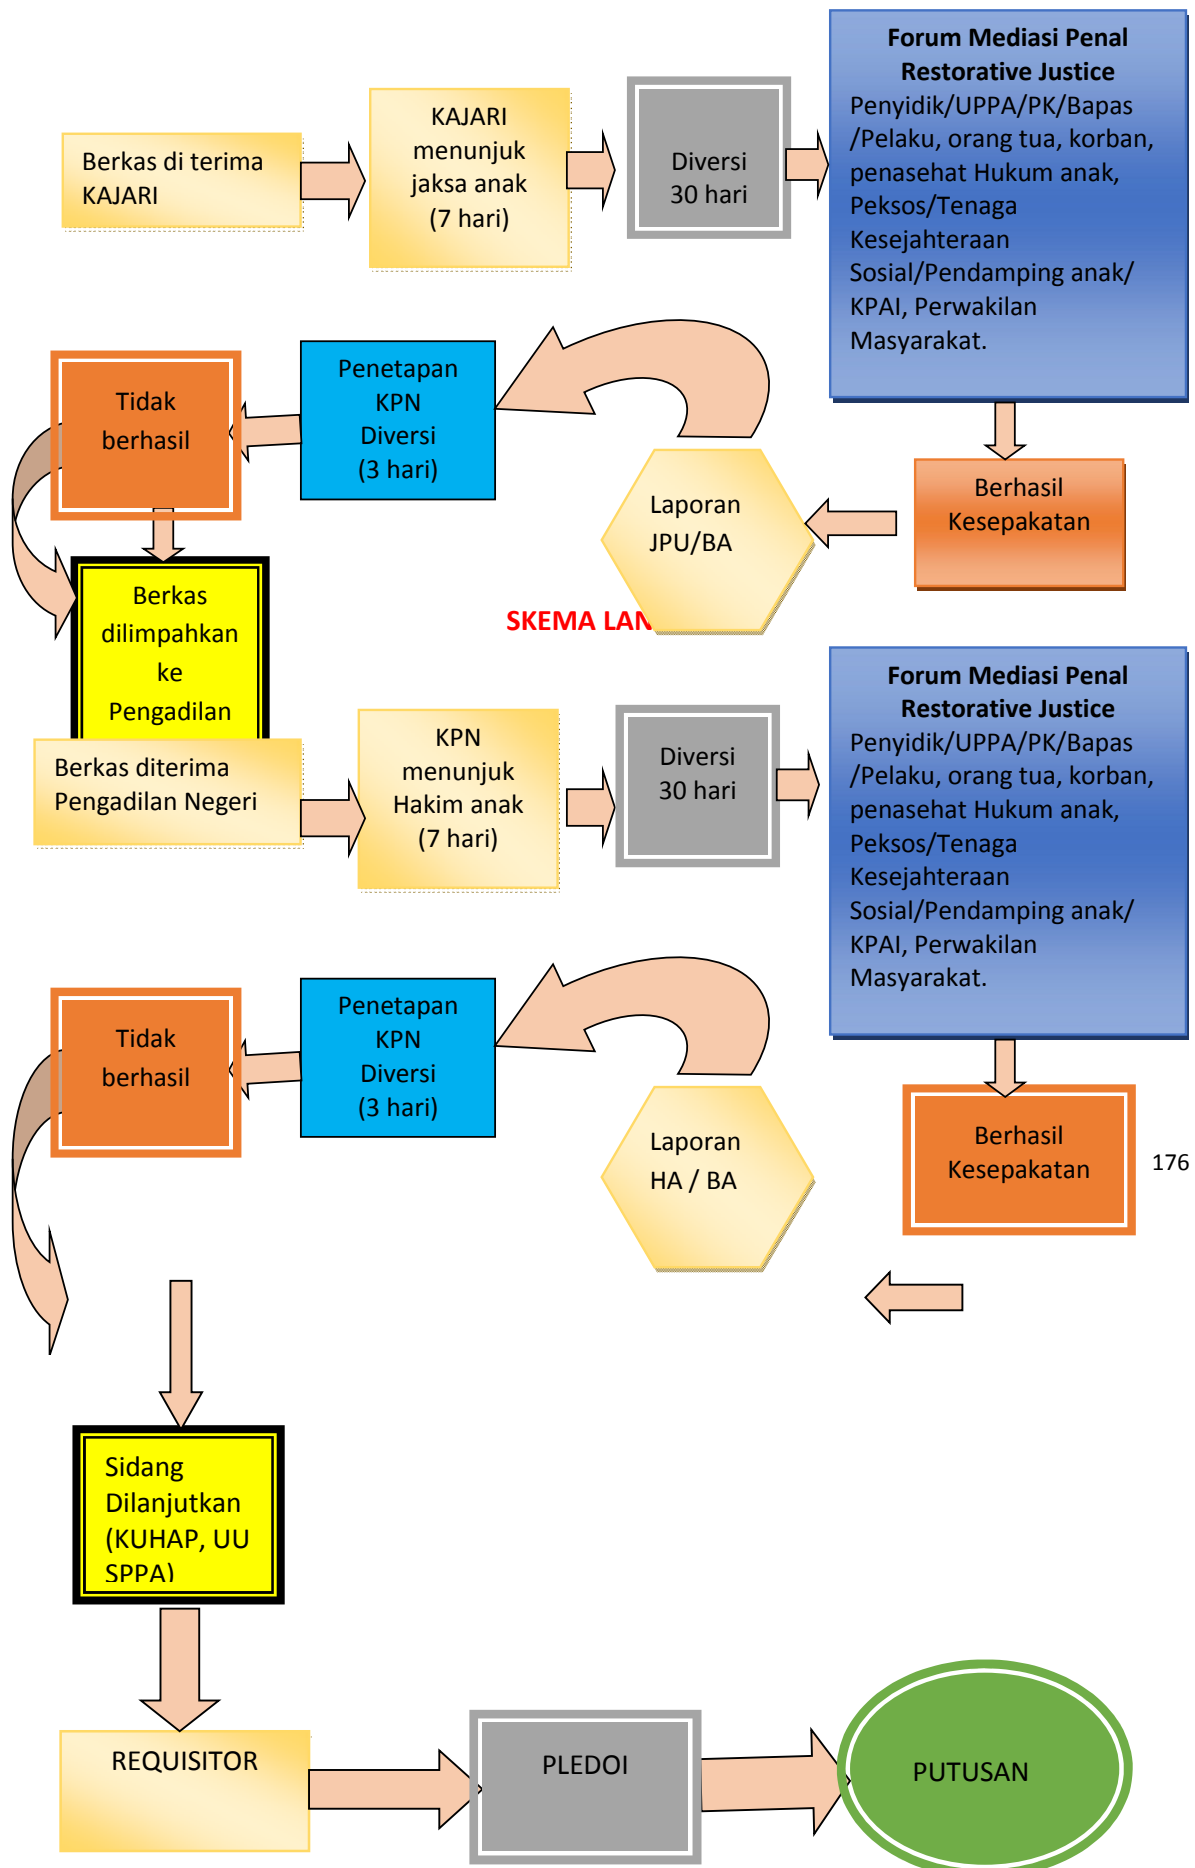 Berkas di terima
KAJARI
KAJARI
menunjuk
jaksa anak
(7 hari)
Diversi
30 hari
Forum Mediasi Penal
Restorative Justice
Penyidik/UPPA/PK/Bapas
/Pelaku, orang tua, korban,
penasehat Hukum anak,
Peksos/Tenaga
Kesejahteraan
Sosial/Pendamping anak/
KPAI, Perwakilan
Masyarakat.
Tidak
berhasil
Penetapan
KPN
Diversi
(3 hari)
Laporan
JPU/BA
Berhasil
Kesepakatan
Berkas
dilimpahkan
ke
Pengadilan
SKEMA LAN
Berkas diterima
Pengadilan Negeri
KPN
menunjuk
Hakim anak
(7 hari)
Diversi
30 hari
Forum Mediasi Penal
Restorative Justice
Penyidik/UPPA/PK/Bapas
/Pelaku, orang tua, korban,
penasehat Hukum anak,
Peksos/Tenaga
Kesejahteraan
Sosial/Pendamping anak/
KPAI, Perwakilan
Masyarakat.
Tidak
berhasil
Penetapan
KPN
Diversi
(3 hari)
Laporan
HA / BA
Berhasil
Kesepakatan
176
Sidang
Dilanjutkan
(KUHAP, UU
SPPA)
REQUISITOR
PLEDOI
PUTUSAN